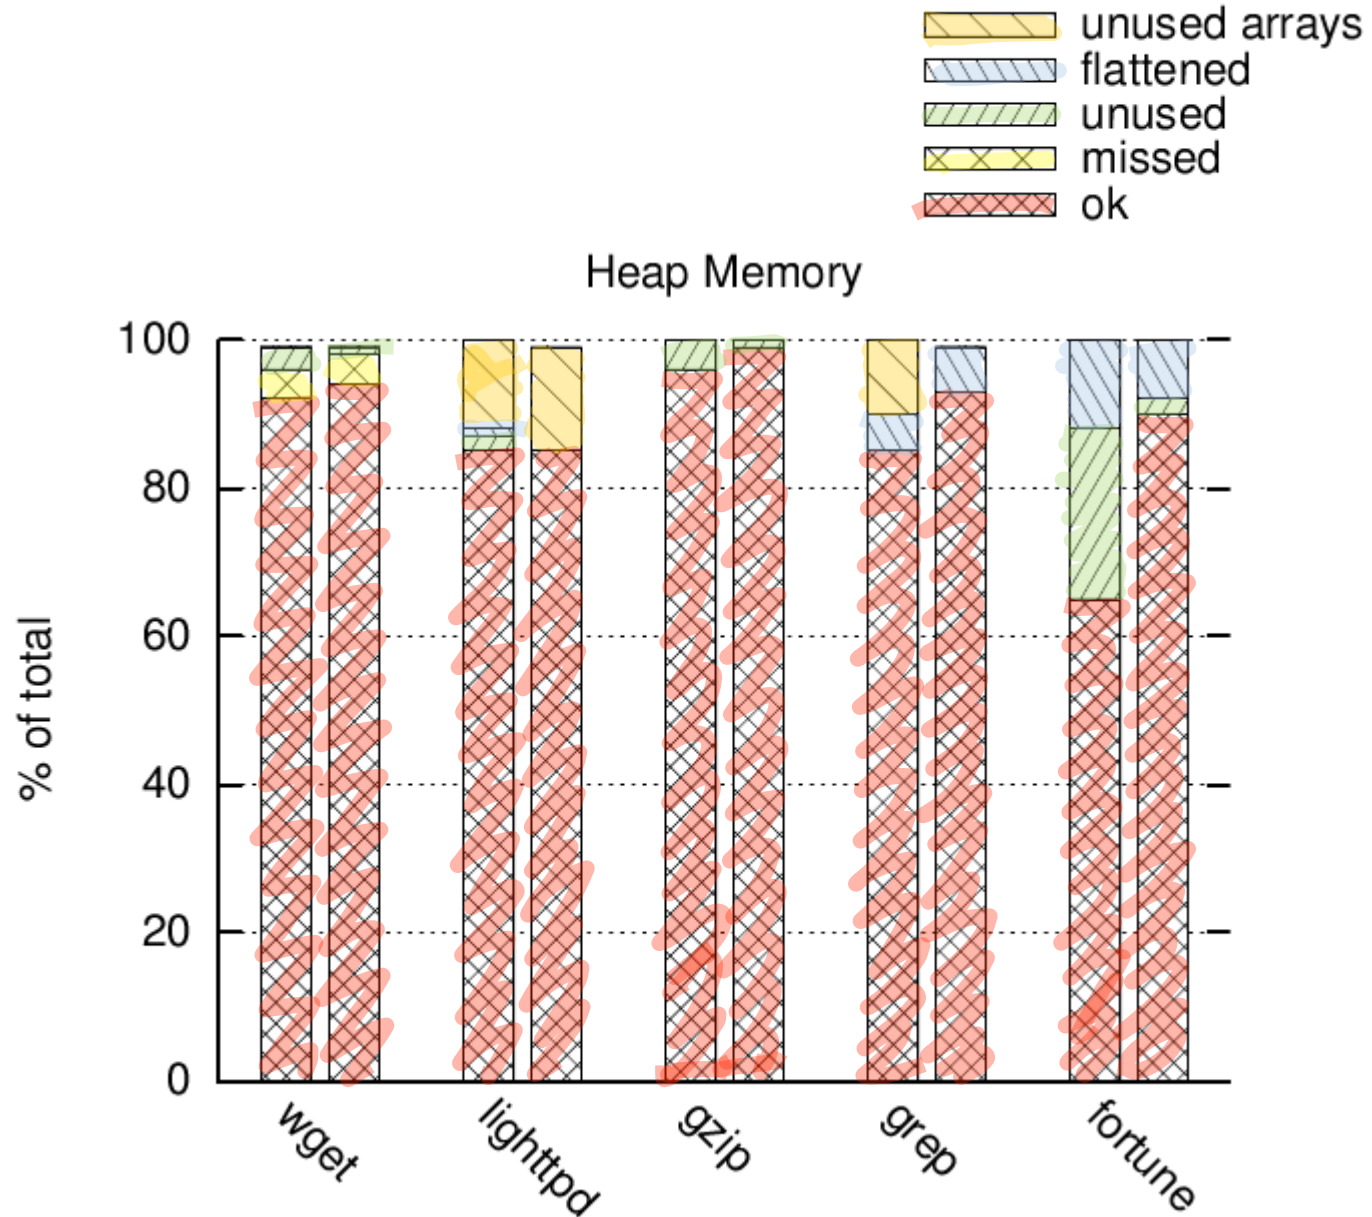 unused arrays
flattened
unused
missed
ok
Heap Memory
% of total
100
80
60
40
20
0
wget
lighttpd
gzip
grep
fortune